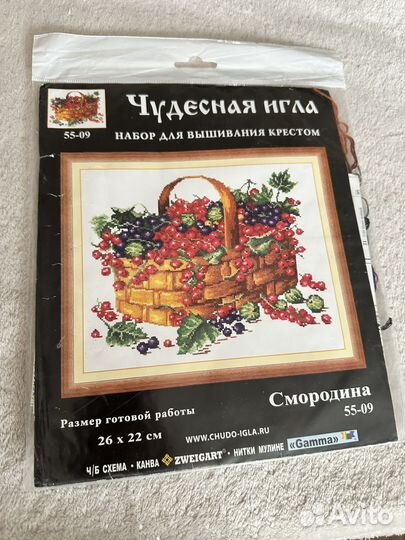 Чудесная игла
55-09
НАБОР ДЛЯ ВЫШИВАНИЯ КРЕСТОМ
Смородина
55-09
Размер готовой работы
26 х 22 см
WWW.CHUDO-IGLA.RU
Ч/Б СХЕМА • КАНВА ZWEIGART® • НИТКИ МУЛИНЕ «Gamma»
Avito